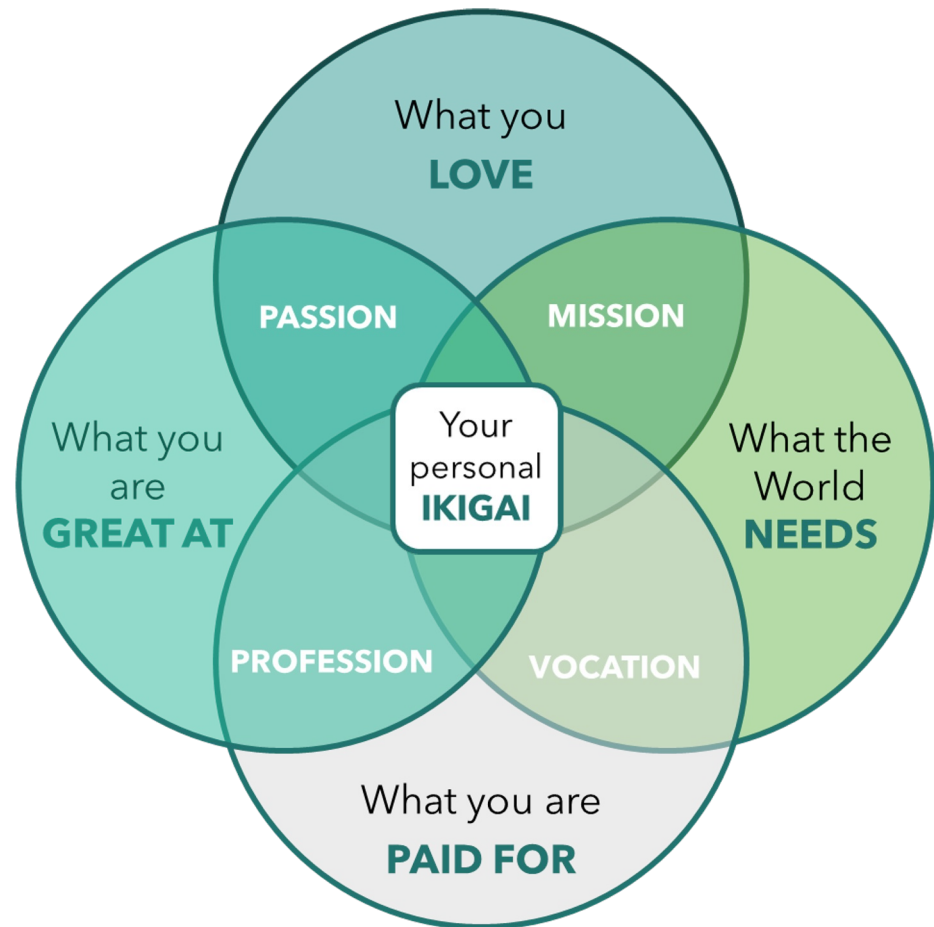 What you
LOVE
PASSION
MISSION
What you
are
GREAT AT
Your
personal
IKIGAI
What the
World
NEEDS
PROFESSION
VOCATION
What you are
PAID FOR